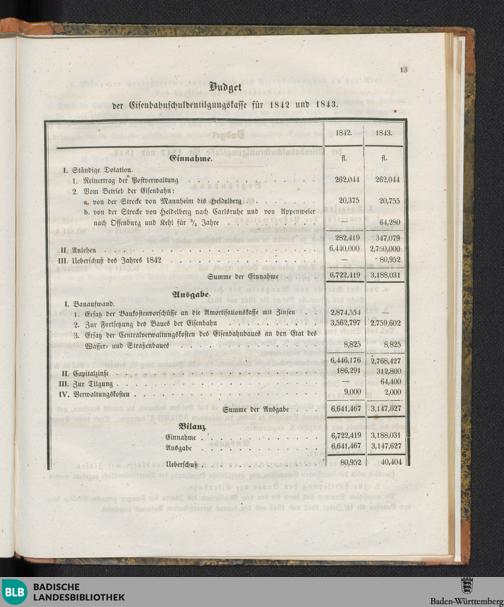 13
Budget
der Eisenbahnschuldentilgungskasse für 1842 und 1843.
1842. 1843.
Einnahme. fl. fl.
I. Ständige Dotation.
1. Reinertrag der Postverwaltung 262,044 262,044
2. Vom Betrieb der Eisenbahn:
a. von der Strecke von Mannheim bis Heidelberg 20,375 20,755
b. von der Strecke von Heidelberg nach Carlsruhe und von Appenweier
nach Offenburg und Kehl für ¾ Jahre — 64,280
282,419 347,079
II. Anlehen 6,440,000 2,760,000
III. Ueberschuß des Jahres 1842 — 80,952
Summe der Einnahme 6,722,419 3,188,031
Ausgabe.
I. Bauaufwand.
1. Ersatz der Baukostenvorschüsse an die Amortisationskasse mit Zinsen 2,874,554 —
2. Zur Fortsetzung des Baues der Eisenbahn 3,562,797 2,759,602
3. Ersatz der Centralverwaltungskosten des Eisenbahnbaues an den Etat des
Wasser- und Straßenbaues 8,825 8,825
6,446,176 2,768,427
II. Capitalzinse 186,291 312,800
III. Zur Tilgung — 64,400
IV. Verwaltungskosten 9,000 2,000
Summe der Ausgabe 6,641,467 3,147,627
Bilanz.
Einnahme 6,722,419 3,188,031
Ausgabe 6,641,467 3,147,627
Ueberschuß 80,952 40,404
BLB BADISCHE
LANDESBIBLIOTHEK
Baden-Württemberg